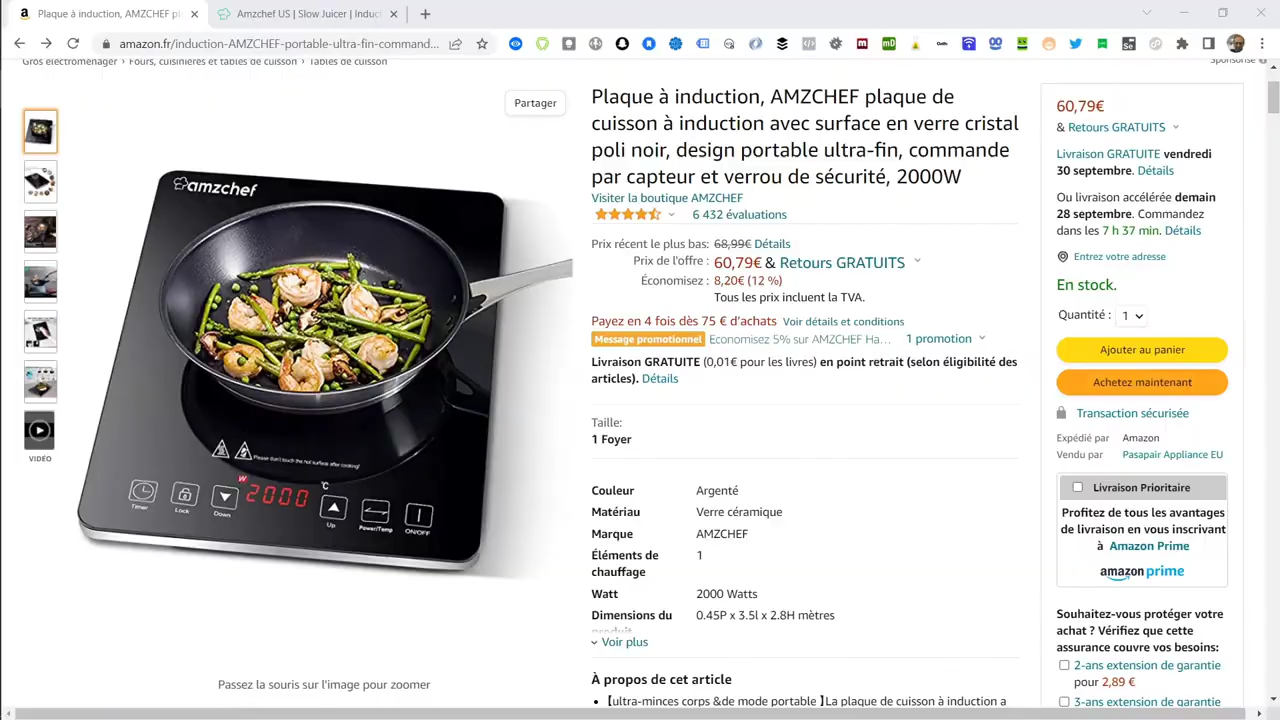 Plaque à induction, AMZCHEF pl
Amzchef US | Slow Juicer | Induct
amazon.fr/induction-AMZCHEF-portable-ultra-fin-command...
Gros électroménager › Fours, cuisinières et tables de cuisson › Tables de cuisson
Sponsorisé
Partager
amzchef
Please don't touch the hot surface after cooking!
W 2000 °C
Timer Lock Down Up Power/Temp ON/OFF
VIDÉO
Passez la souris sur l'image pour zoomer
Plaque à induction, AMZCHEF plaque de
cuisson à induction avec surface en verre cristal
poli noir, design portable ultra-fin, commande
par capteur et verrou de sécurité, 2000W
Visiter la boutique AMZCHEF
6 432 évaluations
Prix récent le plus bas: 68,99€ Détails
Prix de l'offre : 60,79€ & Retours GRATUITS
Économisez : 8,20€ (12 %)
Tous les prix incluent la TVA.
Payez en 4 fois dès 75 € d'achats Voir détails et conditions
Message promotionnel Economisez 5% sur AMZCHEF Ha... 1 promotion
Livraison GRATUITE (0,01€ pour les livres) en point retrait (selon éligibilité des
articles). Détails
Taille:
1 Foyer
Couleur Argenté
Matériau Verre céramique
Marque AMZCHEF
Éléments de 1
chauffage
Watt 2000 Watts
Dimensions du 0.45P x 3.5l x 2.8H mètres
produit
Voir plus
À propos de cet article
• 【ultra-minces corps &de mode portable 】La plaque de cuisson à induction a
60,79€
& Retours GRATUITS
Livraison GRATUITE vendredi
30 septembre. Détails
Ou livraison accélérée demain
28 septembre. Commandez
dans les 7 h 37 min. Détails
Entrez votre adresse
En stock.
Quantité : 1
Ajouter au panier
Achetez maintenant
Transaction sécurisée
Expédié par Amazon
Vendu par Pasapair Appliance EU
Livraison Prioritaire
Profitez de tous les avantages
de livraison en vous inscrivant
à Amazon Prime
amazon prime
Souhaitez-vous protéger votre
achat ? Vérifiez que cette
assurance couvre vos besoins:
2-ans extension de garantie
pour 2,89 €
3-ans extension de garantie